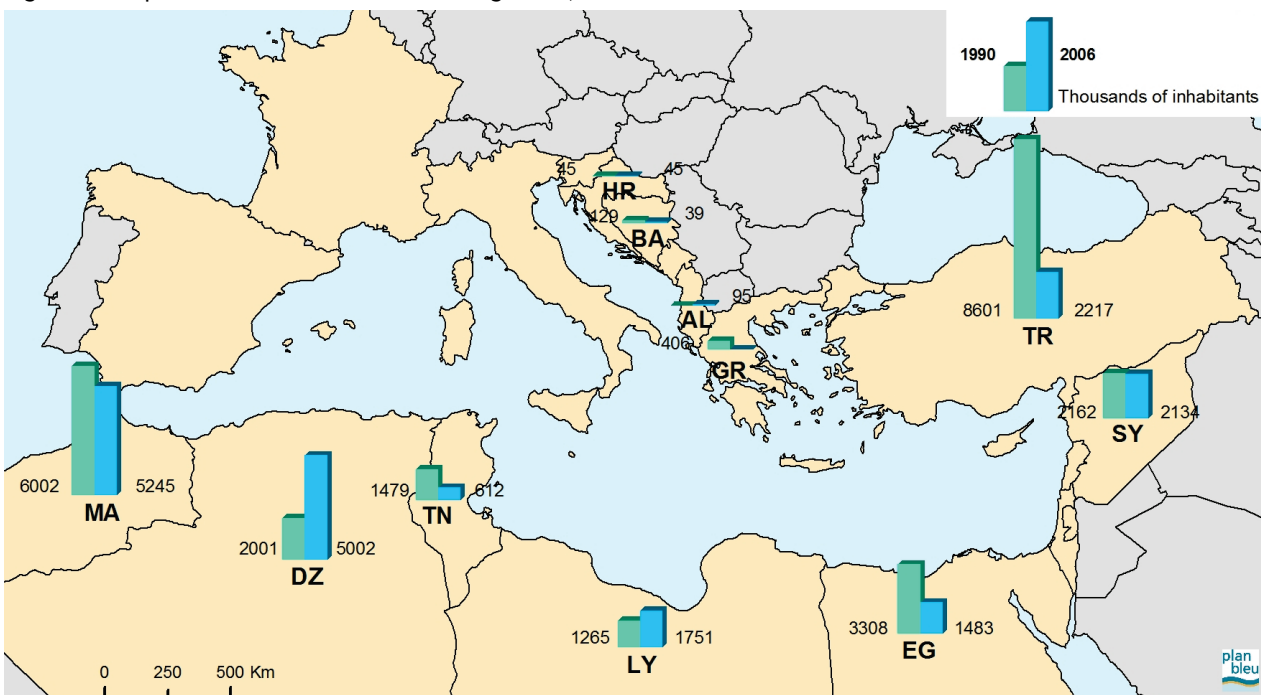 1990 2006
Thousands of inhabitants
45 45
HR
129 39
BA
95
AL
406
GR
8601 2217
TR
2162 2134
SY
6002 5245
MA
2001 5002
DZ
1479 612
TN
1265 1751
LY
3308 1483
EG
0 250 500 Km
plan
bleu